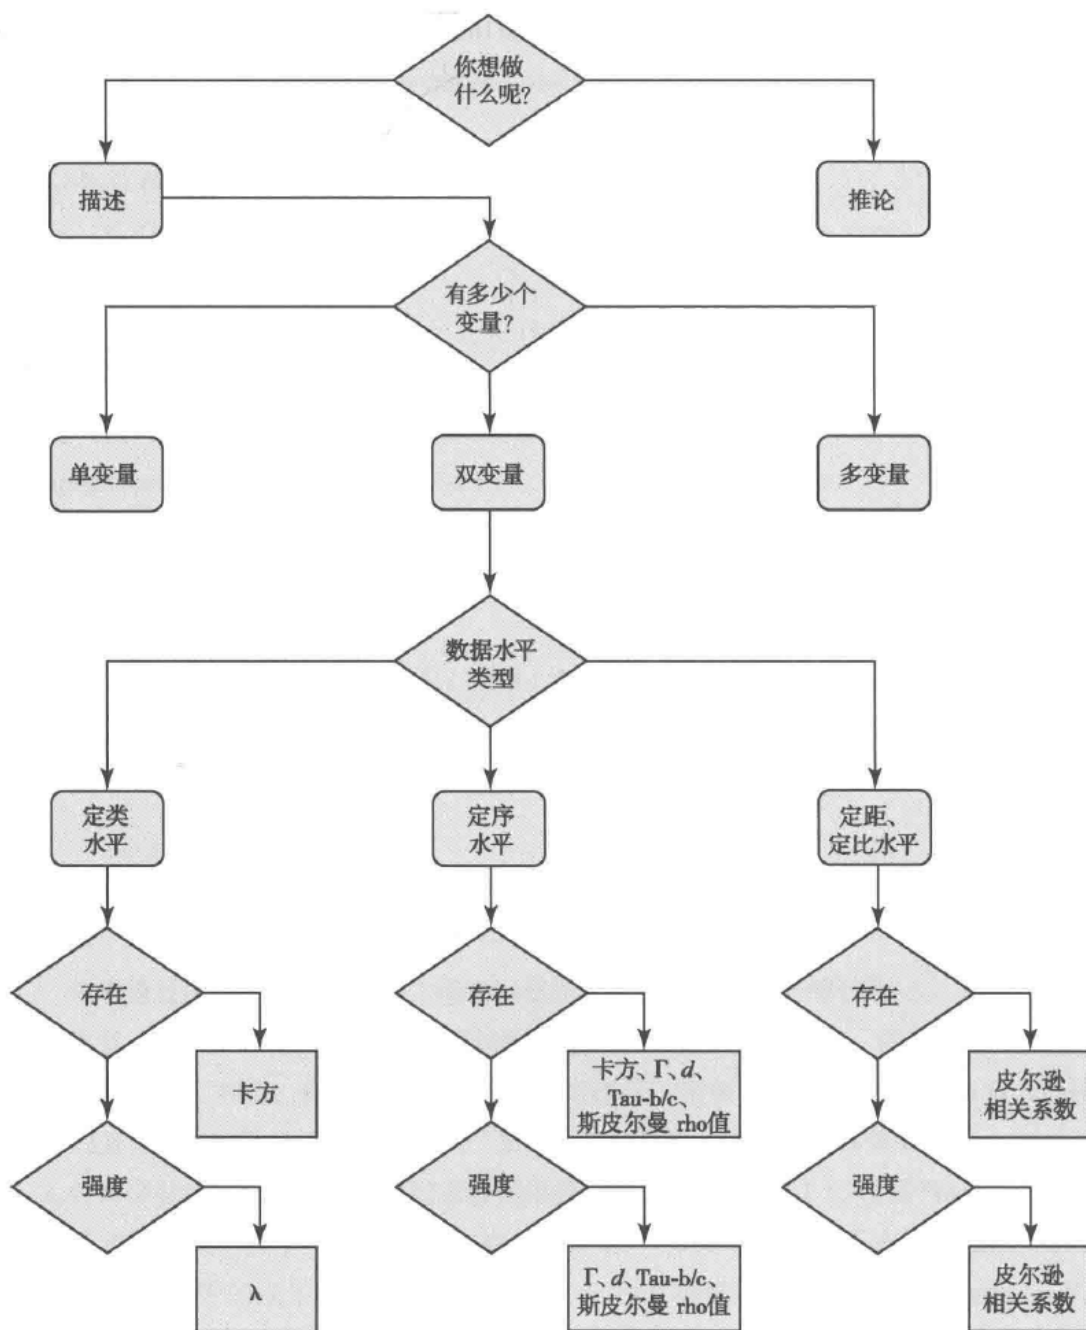 你想做
什么呢?
描述
推论
有多少个
变量?
单变量
双变量
多变量
数据水平
类型
定类
水平
定序
水平
定距、
定比水平
存在
存在
存在
卡方
卡方、Γ、d、
Tau-b/c、
斯皮尔曼 rho值
皮尔逊
相关系数
强度
强度
强度
λ
Γ、d、Tau-b/c、
斯皮尔曼 rho值
皮尔逊
相关系数